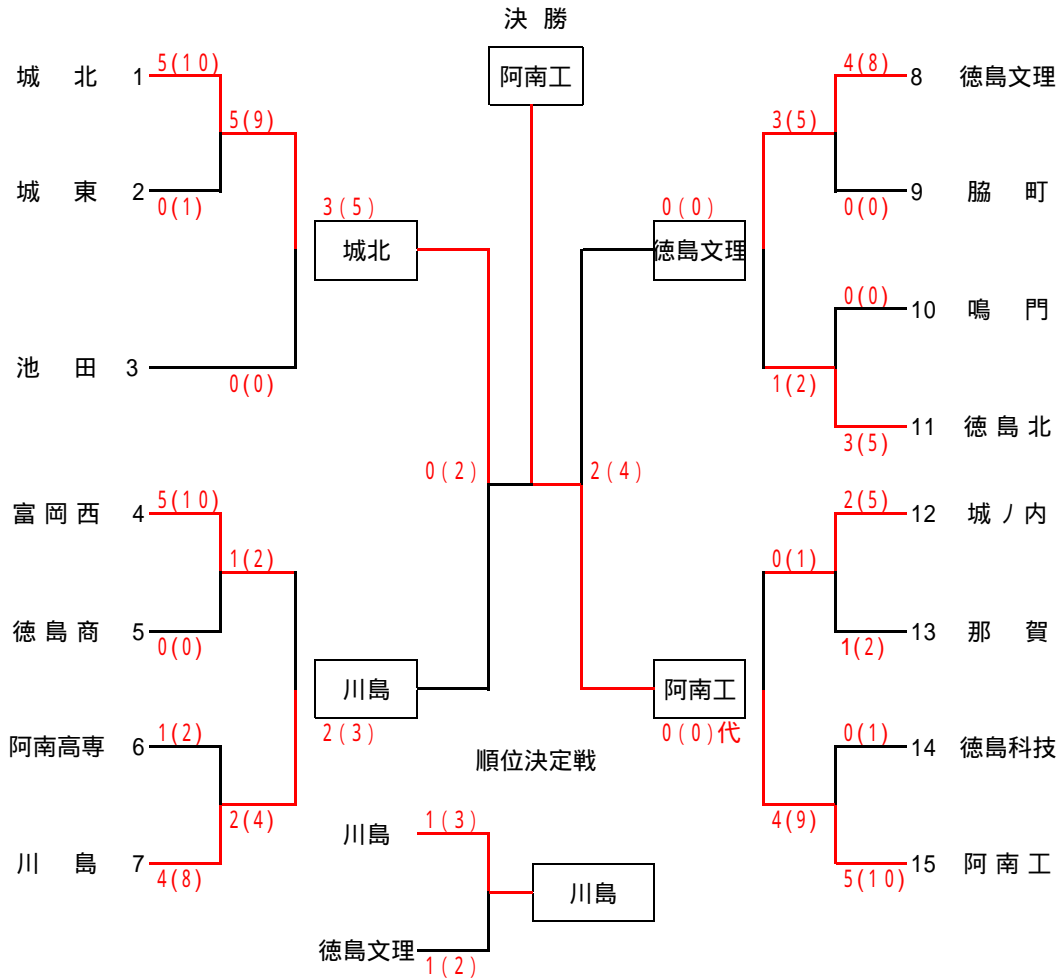 決 勝
阿南工
城 北 1 5(10)
5(9)
城 東 2 0(1)
3(5)
城北
池 田 3
0(0)
富 岡 西 4 5(10)
1(2)
徳 島 商 5 0(0)
川島
2(3)
阿南高専 6 1(2)
2(4)
川 島 7 4(8)
0(2)
2(4)
4(8) 8 徳島文理
3(5)
0(0) 9 脇 町
0(0)
徳島文理
0(0) 10 鳴 門
1(2)
3(5) 11 徳 島 北
2(5) 12 城 ノ 内
0(1)
1(2) 13 那 賀
阿南工
0(0)代
0(1) 14 徳島科技
4(9)
5(10) 15 阿 南 工
順位決定戦
川島 1(3)
川島
徳島文理 1(2)